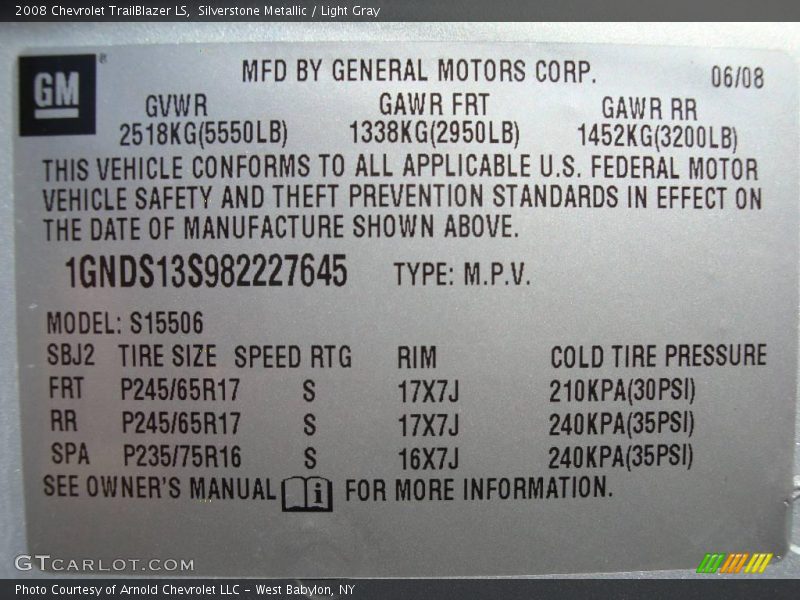 2008 Chevrolet TrailBlazer LS, Silverstone Metallic / Light Gray
GM®
MFD BY GENERAL MOTORS CORP. 06/08
GVWR GAWR FRT GAWR RR
2518KG(5550LB) 1338KG(2950LB) 1452KG(3200LB)
THIS VEHICLE CONFORMS TO ALL APPLICABLE U.S. FEDERAL MOTOR
VEHICLE SAFETY AND THEFT PREVENTION STANDARDS IN EFFECT ON
THE DATE OF MANUFACTURE SHOWN ABOVE.
1GNDS13S982227645 TYPE: M.P.V.
MODEL: S15506
SBJ2 TIRE SIZE SPEED RTG RIM COLD TIRE PRESSURE
FRT P245/65R17 S 17X7J 210KPA(30PSI)
RR P245/65R17 S 17X7J 240KPA(35PSI)
SPA P235/75R16 S 16X7J 240KPA(35PSI)
SEE OWNER'S MANUAL i FOR MORE INFORMATION.
GTCARLOT.COM
Photo Courtesy of Arnold Chevrolet LLC - West Babylon, NY